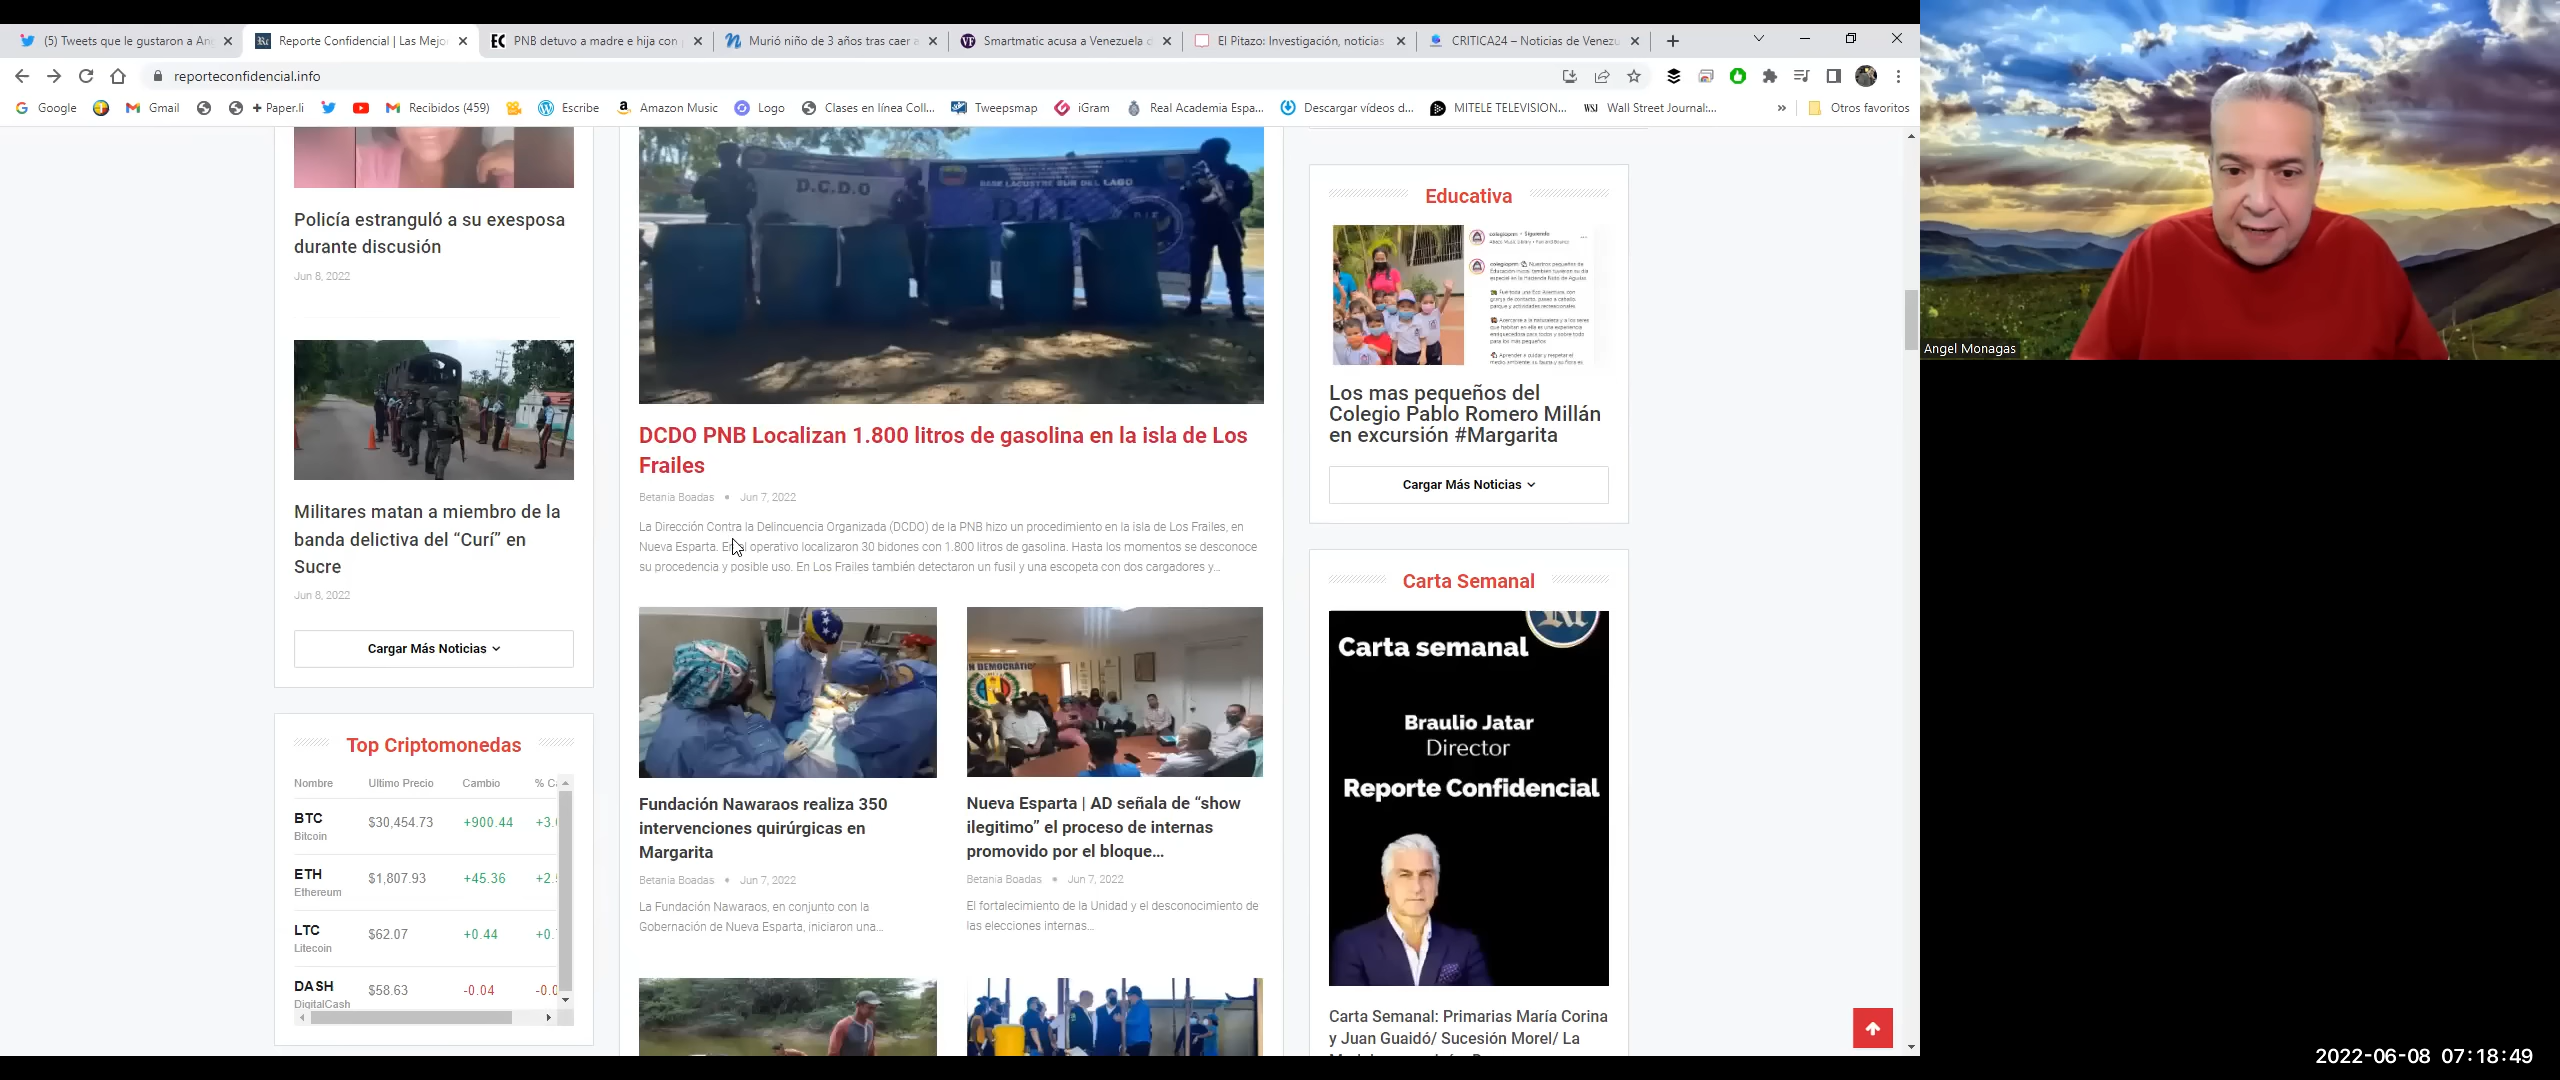 (5) Tweets que le gustaron a An
Reporte Confidencial | Las Mejo
PNB detuvo a madre e hija con
Murió niño de 3 años tras caer a
Smartmatic acusa a Venezuela d
El Pitazo: Investigación, noticias
CRITICA24 – Noticias de Venezu
reporteconfidencial.info
Google
Gmail
+ Paper.li
Recibidos (459)
Escribe
Amazon Music
Logo
Clases en línea Coll...
Tweepsmap
iGram
Real Academia Espa...
Descargar vídeos d...
MITELE TELEVISION...
Wall Street Journal:...
»
Otros favoritos
Policía estranguló a su exesposa
durante discusión
Jun 8, 2022
Militares matan a miembro de la
banda delictiva del “Curí” en
Sucre
Jun 8, 2022
Cargar Más Noticias
Top Criptomonedas
Nombre Ultimo Precio Cambio % C
BTC $30,454.73 +900.44 +3.
Bitcoin
ETH $1,807.93 +45.36 +2.
Ethereum
LTC $62.07 +0.44 +0.
Litecoin
DASH $58.63 -0.04 -0.0
DigitalCash
D.C.D.O
BASE LACUSTRE SUR DEL LAGO
DCDO PNB Localizan 1.800 litros de gasolina en la isla de Los
Frailes
Betania Boadas • Jun 7, 2022
La Dirección Contra la Delincuencia Organizada (DCDO) de la PNB hizo un procedimiento en la isla de Los Frailes, en
Nueva Esparta. En el operativo localizaron 30 bidones con 1.800 litros de gasolina. Hasta los momentos se desconoce
su procedencia y posible uso. En Los Frailes también detectaron un fusil y una escopeta con dos cargadores y...
Fundación Nawaraos realiza 350
intervenciones quirúrgicas en
Margarita
Betania Boadas • Jun 7, 2022
La Fundación Nawaraos, en conjunto con la
Gobernación de Nueva Esparta, iniciaron una...
N DEMOCRÁTIC
Nueva Esparta | AD señala de “show
ilegitimo” el proceso de internas
promovido por el bloque...
Betania Boadas • Jun 7, 2022
El fortalecimiento de la Unidad y el desconocimiento de
las elecciones internas...
Educativa
colegioprm • Siguiendo
Los mas pequeños del
Colegio Pablo Romero Millán
en excursión #Margarita
Cargar Más Noticias
Carta Semanal
Rc
Carta semanal
Braulio Jatar
Director
Reporte Confidencial
Carta Semanal: Primarias María Corina
y Juan Guaidó/ Sucesión Morel/ La
Angel Monagas
2022-06-08 07:18:49